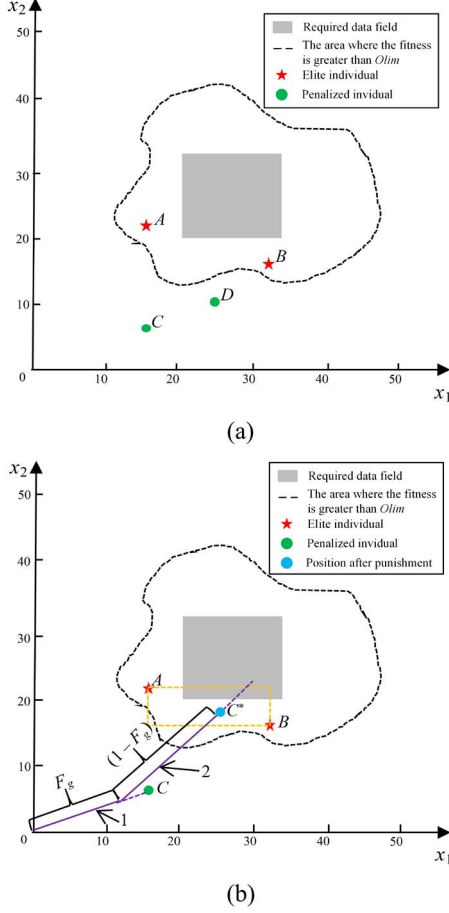 x2
Required data field
The area where the fitness
is greater than Olim
Elite individual
Penalized invidual
50
40
30
20
10
0
A
B
D
C
10
20
30
40
50
x1
(a)
x2
Required data field
The area where the fitness
is greater than Olim
Elite individual
Penalized invidual
Position after punishment
50
40
30
20
10
0
A
C*
B
(1-Fg)
Fg
2
C
1
10
20
30
40
50
x1
(b)